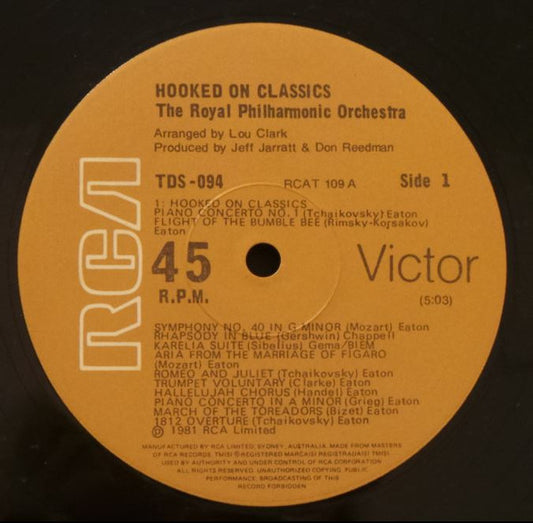 HOOKED ON CLASSICS
The Royal Philharmonic Orchestra
Arranged by Lou Clark
Produced by Jeff Jarratt & Don Reedman
TDS-094 RCAT 109 A Side 1
1: HOOKED ON CLASSICS
PIANO CONCERTO NO. 1 (Tchaikovsky) Eaton
FLIGHT OF THE BUMBLE BEE (Rimsky-Korsakov)
Eaton
RCA
45
R.P.M.
Victor
(5:03)
SYMPHONY NO. 40 IN G MINOR (Mozart) Eaton
RHAPSODY IN BLUE (Gershwin) Chappell
KARELIA SUITE (Sibelius) Gema/BIEM
ARIA FROM THE MARRIAGE OF FIGARO
(Mozart) Eaton
ROMEO AND JULIET (Tchaikovsky) Eaton
TRUMPET VOLUNTARY (Clarke) Eaton
HALLELUJAH CHORUS (Handel) Eaton
PIANO CONCERTO IN A MINOR (Grieg) Eaton
MARCH OF THE TOREADORS (Bizet) Eaton
1812 OVERTURE (Tchaikovsky) Eaton
℗ 1981 RCA Limited
MANUFACTURED BY RCA LIMITED, SYDNEY, AUSTRALIA. MADE FROM MASTERS
OF RCA RECORDS. TM(S) ® REGISTERED MARCA(S) REGISTRADA(S) TM(S)
USED BY AUTHORITY AND UNDER CONTROL OF RCA CORPORATION
ALL RIGHTS RESERVED. UNAUTHORIZED COPYING, PUBLIC
PERFORMANCE, BROADCASTING OF THIS
RECORD FORBIDDEN